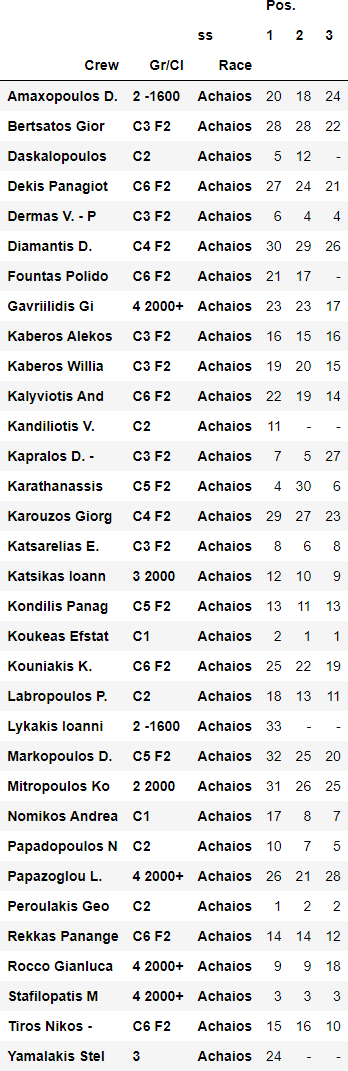 Pos.
ss 1 2 3
Crew Gr/Cl Race
Amaxopoulos D. 2 -1600 Achaios 20 18 24
Bertsatos Gior C3 F2 Achaios 28 28 22
Daskalopoulos C2 Achaios 5 12 -
Dekis Panagiot C6 F2 Achaios 27 24 21
Dermas V. - P C3 F2 Achaios 6 4 4
Diamantis D. C4 F2 Achaios 30 29 26
Fountas Polido C6 F2 Achaios 21 17 -
Gavriilidis Gi 4 2000+ Achaios 23 23 17
Kaberos Alekos C3 F2 Achaios 16 15 16
Kaberos Willia C3 F2 Achaios 19 20 15
Kalyviotis And C6 F2 Achaios 22 19 14
Kandiliotis V. C2 Achaios 11 - -
Kapralos D. - C3 F2 Achaios 7 5 27
Karathanassis C5 F2 Achaios 4 30 6
Karouzos Giorg C4 F2 Achaios 29 27 23
Katsarelias E. C3 F2 Achaios 8 6 8
Katsikas Ioann 3 2000 Achaios 12 10 9
Kondilis Panag C5 F2 Achaios 13 11 13
Koukeas Efstat C1 Achaios 2 1 1
Kouniakis K. C6 F2 Achaios 25 22 19
Labropoulos P. C2 Achaios 18 13 11
Lykakis Ioanni 2 -1600 Achaios 33 - -
Markopoulos D. C5 F2 Achaios 32 25 20
Mitropoulos Ko 2 2000 Achaios 31 26 25
Nomikos Andrea C1 Achaios 17 8 7
Papadopoulos N C2 Achaios 10 7 5
Papazoglou L. 4 2000+ Achaios 26 21 28
Peroulakis Geo C2 Achaios 1 2 2
Rekkas Panange C6 F2 Achaios 14 14 12
Rocco Gianluca 4 2000+ Achaios 9 9 18
Stafilopatis M 4 2000+ Achaios 3 3 3
Tiros Nikos - C6 F2 Achaios 15 16 10
Yamalakis Stel 3 Achaios 24 - -